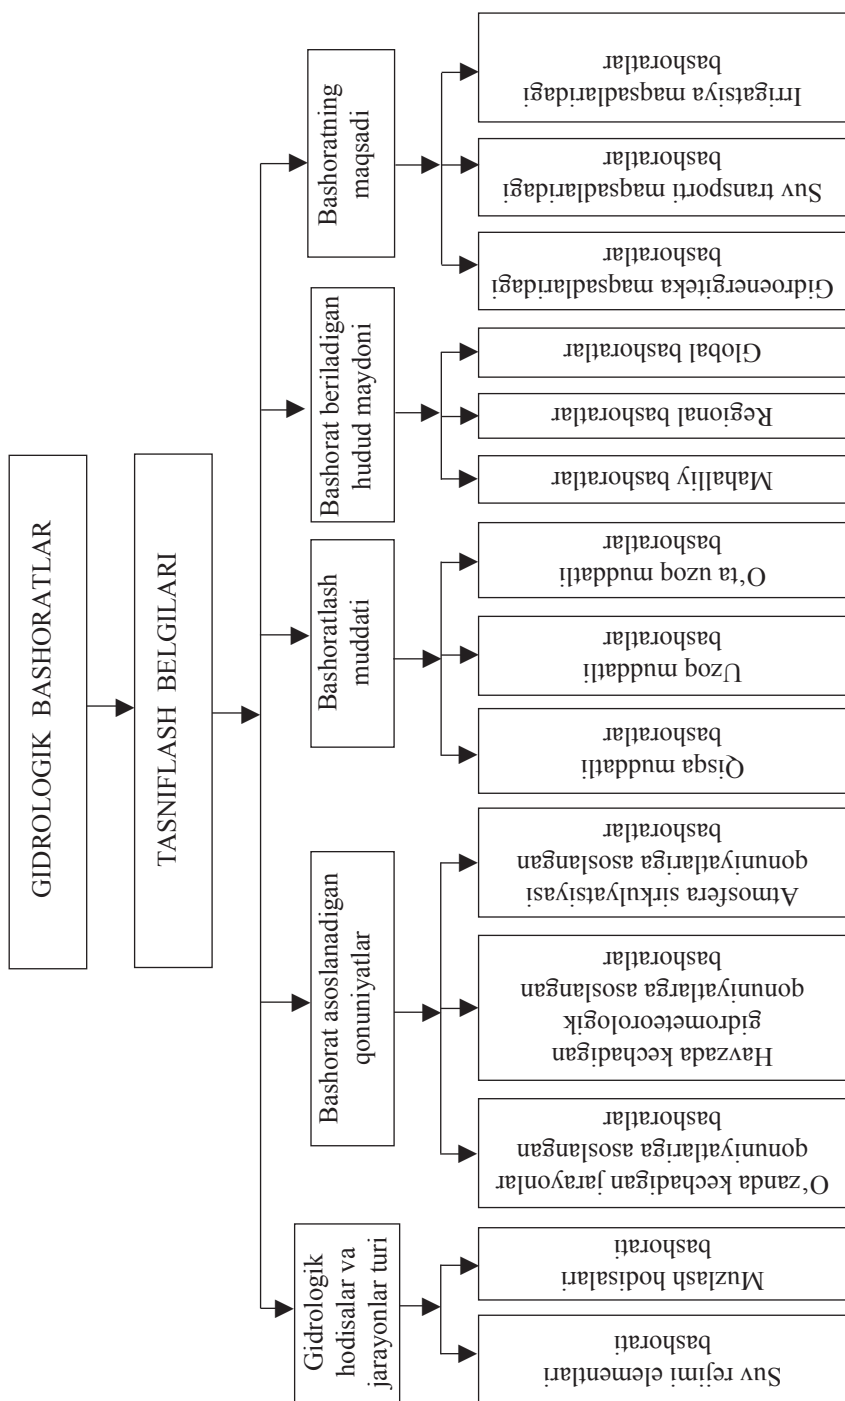 GIDROLOGIK BASHORATLAR
TASNIFLASH BELGILARI
Gidrologik
hodisalar va
jarayonlar turi
Bashorat asoslanadigan
qonuniyatlar
Bashoratlash
muddati
Bashorat beriladigan
hudud maydoni
Bashoratning
maqsadi
Suv rejimi elementlari
bashorati
Muzlash hodisalari
bashorati
O‘zanda kechadigan jarayonlar
qonuniyatlariga asoslangan
bashoratlar
Havzada kechadigan
gidrometeorologik
qonuniyatlarga asoslangan
bashoratlar
Atmosfera sirkulyatsiyasi
qonuniyatlariga asoslangan
bashoratlar
Qisqa muddatli
bashoratlar
Uzoq muddatli
bashoratlar
O‘ta uzoq muddatli
bashoratlar
Mahalliy bashoratlar
Regional bashoratlar
Global bashoratlar
Gidroenergiteka maqsadlaridagi
bashoratlar
Suv transporti maqsadlaridagi
bashoratlar
Irrigatsiya maqsadlaridagi
bashoratlar